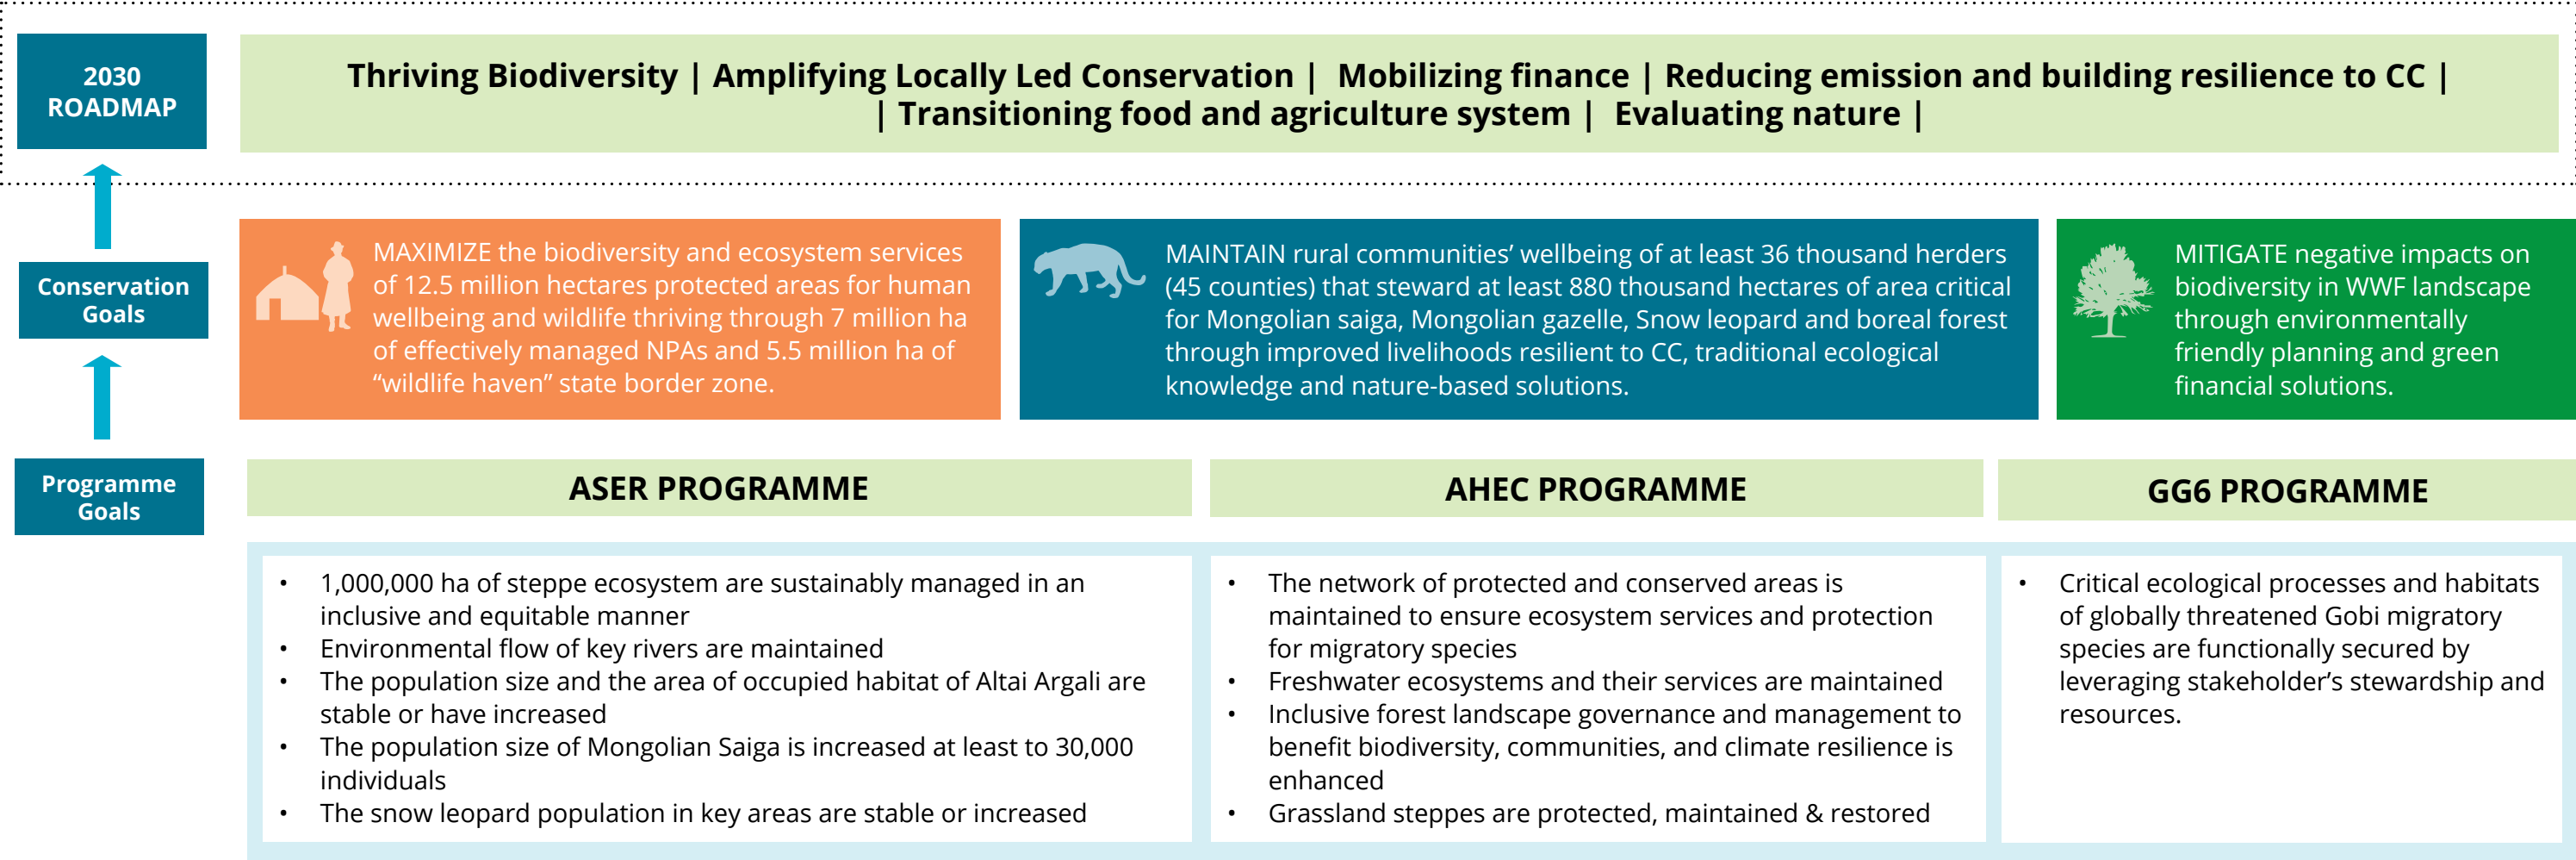 2030
ROADMAP
Thriving Biodiversity | Amplifying Locally Led Conservation | Mobilizing finance | Reducing emission and building resilience to CC |
| Transitioning food and agriculture system | Evaluating nature |
Conservation
Goals
MAXIMIZE the biodiversity and ecosystem services
of 12.5 million hectares protected areas for human
wellbeing and wildlife thriving through 7 million ha
of effectively managed NPAs and 5.5 million ha of
“wildlife haven” state border zone.
MAINTAIN rural communities’ wellbeing of at least 36 thousand herders
(45 counties) that steward at least 880 thousand hectares of area critical
for Mongolian saiga, Mongolian gazelle, Snow leopard and boreal forest
through improved livelihoods resilient to CC, traditional ecological
knowledge and nature-based solutions.
MITIGATE negative impacts on
biodiversity in WWF landscape
through environmentally
friendly planning and green
financial solutions.
Programme
Goals
ASER PROGRAMME
• 1,000,000 ha of steppe ecosystem are sustainably managed in an
inclusive and equitable manner
• Environmental flow of key rivers are maintained
• The population size and the area of occupied habitat of Altai Argali are
stable or have increased
• The population size of Mongolian Saiga is increased at least to 30,000
individuals
• The snow leopard population in key areas are stable or increased
AHEC PROGRAMME
• The network of protected and conserved areas is
maintained to ensure ecosystem services and protection
for migratory species
• Freshwater ecosystems and their services are maintained
• Inclusive forest landscape governance and management to
benefit biodiversity, communities, and climate resilience is
enhanced
• Grassland steppes are protected, maintained & restored
GG6 PROGRAMME
• Critical ecological processes and habitats
of globally threatened Gobi migratory
species are functionally secured by
leveraging stakeholder’s stewardship and
resources.